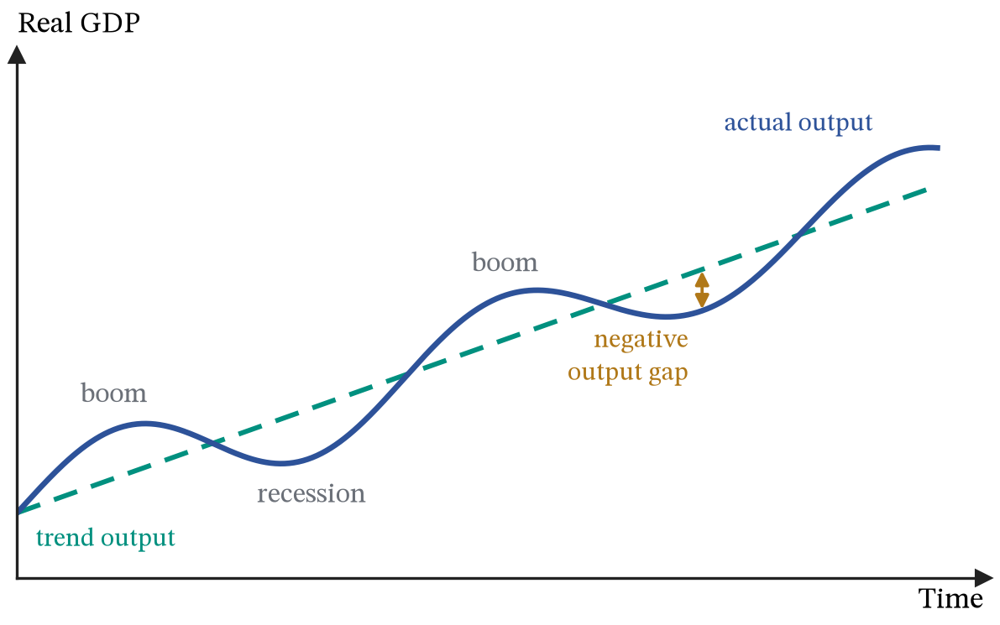 Real GDP
actual output
boom
negative
output gap
boom
recession
trend output
Time